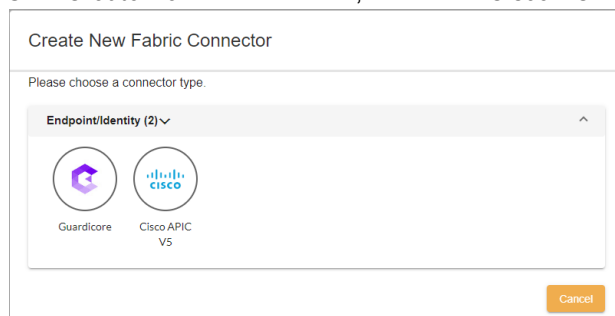 Create New Fabric Connector
Please choose a connector type.
Endpoint/Identity (2)
CISCO
Guardicore
Cisco APIC
V5
Cancel